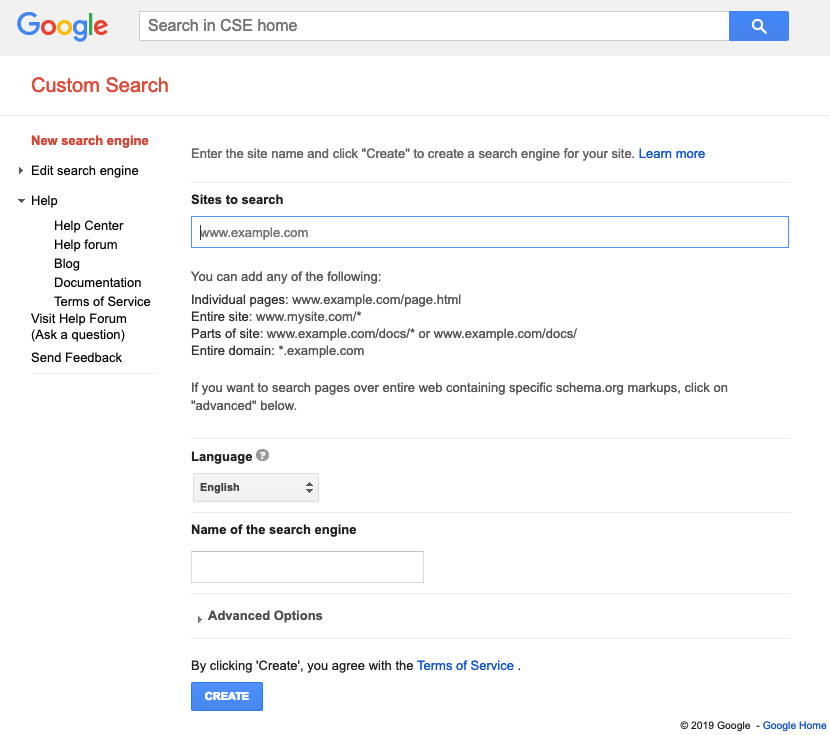 Google
Search in CSE home
Custom Search
New search engine
Edit search engine
Help
Help Center
Help forum
Blog
Documentation
Terms of Service
Visit Help Forum
(Ask a question)
Send Feedback
Enter the site name and click "Create" to create a search engine for your site. Learn more
Sites to search
www.example.com
You can add any of the following:
Individual pages: www.example.com/page.html
Entire site: www.mysite.com/*
Parts of site: www.example.com/docs/* or www.example.com/docs/
Entire domain: *.example.com
If you want to search pages over entire web containing specific schema.org markups, click on
"advanced" below.
Language ?
English
Name of the search engine
Advanced Options
By clicking 'Create', you agree with the Terms of Service .
CREATE
© 2019 Google - Google Home